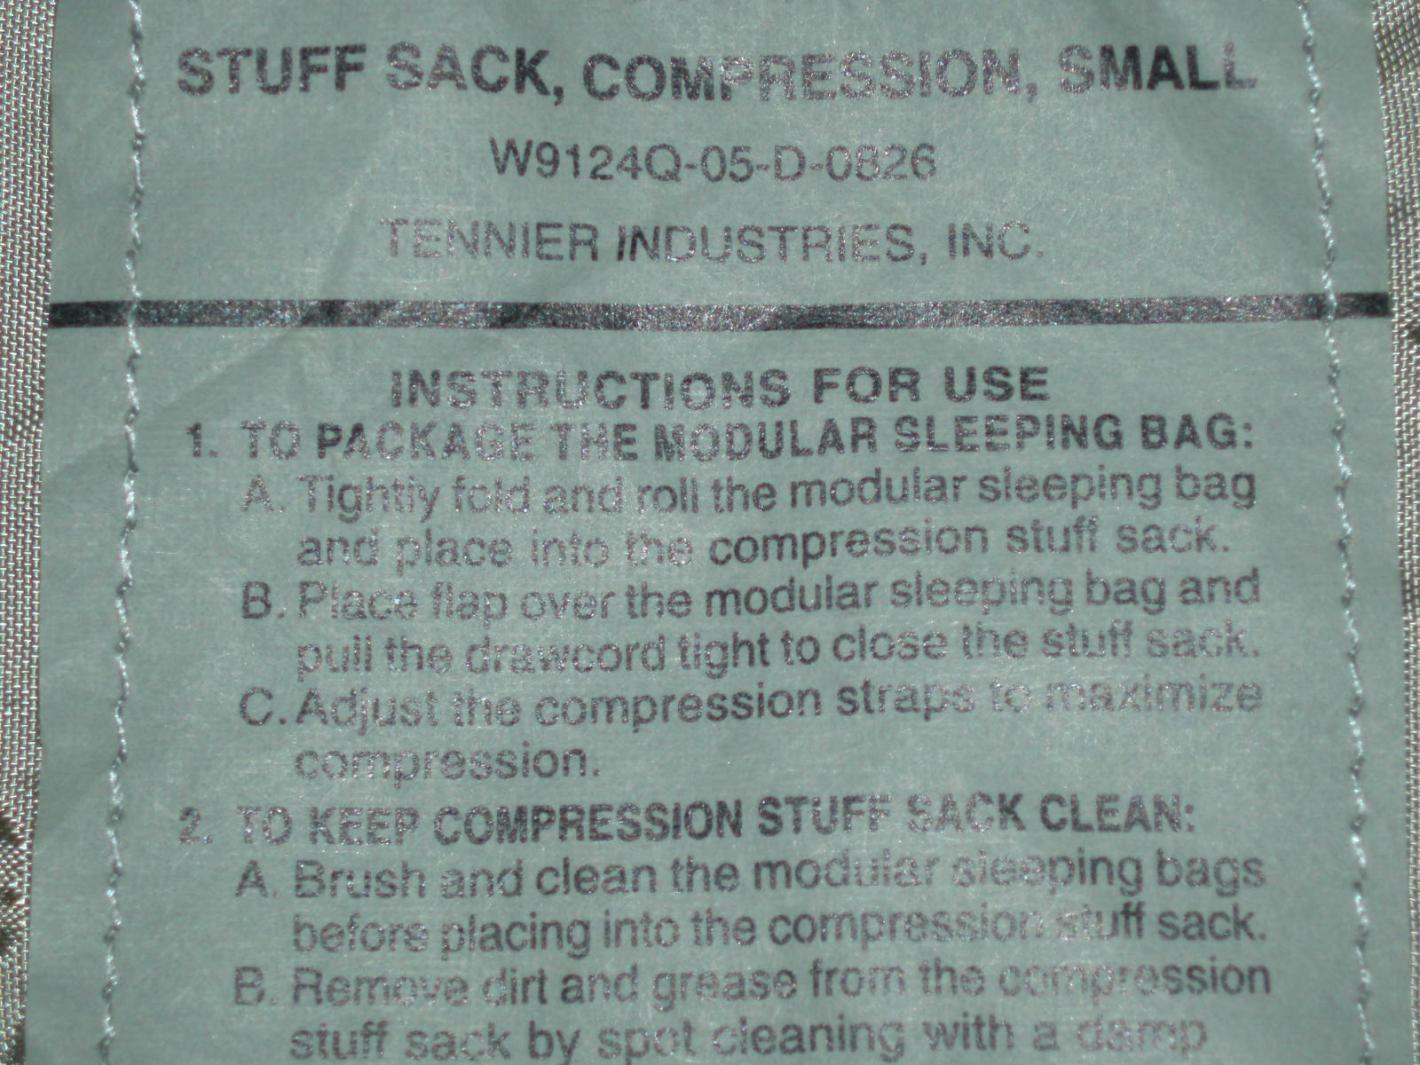 STUFF SACK, COMPRESSION, SMALL
W9124Q-05-D-0826
TENNIER INDUSTRIES, INC.
INSTRUCTIONS FOR USE
1. TO PACKAGE THE MODULAR SLEEPING BAG:
A. Tightly fold and roll the modular sleeping bag
and place into the compression stuff sack.
B. Place flap over the modular sleeping bag and
pull the drawcord tight to close the stuff sack.
C. Adjust the compression straps to maximize
compression.
2. TO KEEP COMPRESSION STUFF SACK CLEAN:
A. Brush and clean the modular sleeping bags
before placing into the compression stuff sack.
B. Remove dirt and grease from the compression
stuff sack by spot cleaning with a damp